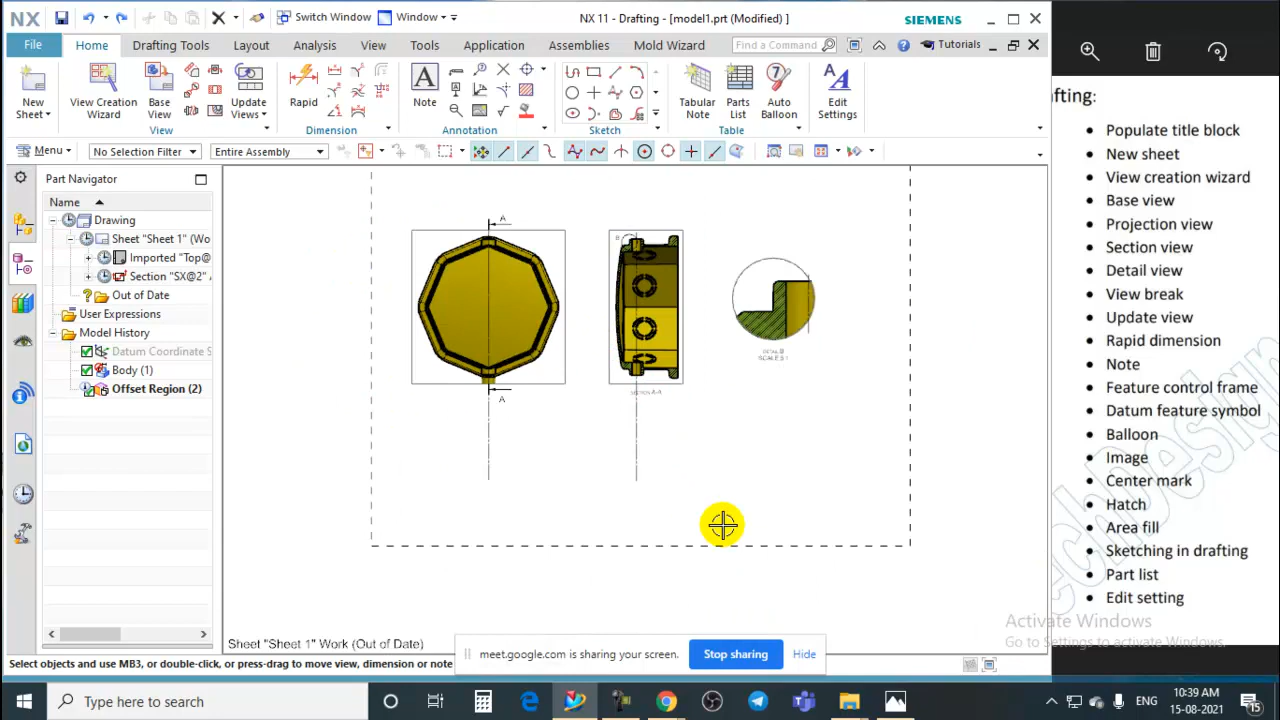 NX
Switch Window
Window
NX 11 - Drafting - [model1.prt (Modified) ]
SIEMENS
File
Home
Drafting Tools
Layout
Analysis
View
Tools
Application
Assemblies
Mold Wizard
Find a Command
Tutorials
New
Sheet
View Creation
Wizard
Base
View
Update
Views
View
Rapid
Dimension
Note
Annotation
Sketch
Tabular
Note
Parts
List
Auto
Balloon
Table
Edit
Settings
Menu
No Selection Filter
Entire Assembly
Part Navigator
Name
Drawing
Sheet "Sheet 1" (Wo
Imported "Top@
Section "SX@2"
Out of Date
User Expressions
Model History
Datum Coordinate S
Body (1)
Offset Region (2)
A
A
B
SECTION A-A
DETAIL B
SCALE 5:1
Sheet "Sheet 1" Work (Out of Date)
meet.google.com is sharing your screen.
Stop sharing
Hide
Select objects and use MB3, or double-click, or press-drag to move view, dimension or note
fting:
• Populate title block
• New sheet
• View creation wizard
• Base view
• Projection view
• Section view
• Detail view
• View break
• Update view
• Rapid dimension
• Note
• Feature control frame
• Datum feature symbol
• Balloon
• Image
• Center mark
• Hatch
• Area fill
• Sketching in drafting
• Part list
• Edit setting
echDesign
Activate Windows
Go to Settings to activate Windows.
Type here to search
ENG
10:39 AM
15-08-2021
15